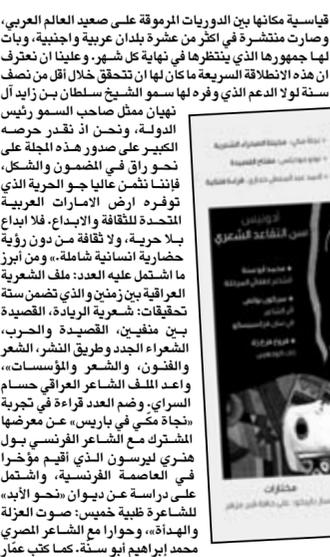 قياسية مكانها بين الدوريات المرموقة على صعيد العالم العربي،
وصارت منتشرة في اكثر من عشرة بلدان عربية واجنبية، وبات
لها جمهورها الذي ينتظرها في نهاية كل شهر. وعلينا ان نعترف
ان هذه الانطلاقة السريعة ما كان لها ان تتحقق خلال أقل من نصف
سنة لولا الدعم الذي وفره لها سمو الشيخ سلطان بن زايد آل
نهيان ممثل صاحب السمو رئيس
الدولة، ونحن اذ نقدر حرصه
الكبير على صدور هذه المجلة على
نحو راق في المضمون والشكل،
فإننا نثمن عاليا جو الحرية الذي
توفره ارض الامارات العربية
المتحدة للثقافة والابداع. فلا ابداع
بلا حرية، ولا ثقافة من دون رؤية
حضارية انسانية شاملة.» ومن أبرز
ما اشتمل عليه العدد: ملف الشعرية
العراقية بين زمنين والذي تضمن ستة
تحقيقات: شعرية الريادة، القصيدة
بين منفيين، القصيدة والحرب،
الشعراء الجدد وطريق النشر، الشعر
والفنون، والشعر والمؤسسات»،
واعد الملف الشاعر العراقي حسام
السراي. وضم العدد قراءة في تجربة
«نجاة مكي في باريس» عن معرضها
المشترك مع الشاعر الفرنسي بول
هنري ليرسون الذي أقيم مؤخرا
في العاصمة الفرنسية، واشتمل
على دراسة عن ديوان «نحو الأبد»
للشاعرة ظبية خميس: صوت العزلة
والهدأة»، وحوارا مع الشاعر المصري
محمد إبراهيم أبو سنّة. كما كتب عمّار
أدونيس
سن التقاعد الشعري
مختارات